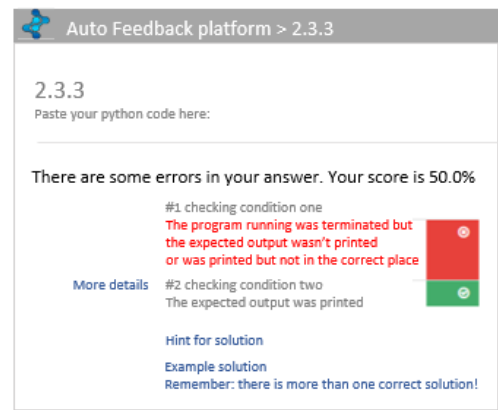 Auto Feedback platform > 2.3.3
2.3.3
Paste your python code here:
There are some errors in your answer. Your score is 50.0%
#1 checking condition one
The program running was terminated but
the expected output wasn't printed
or was printed but not in the correct place
More details
#2 checking condition two
The expected output was printed
Hint for solution
Example solution
Remember: there is more than one correct solution!